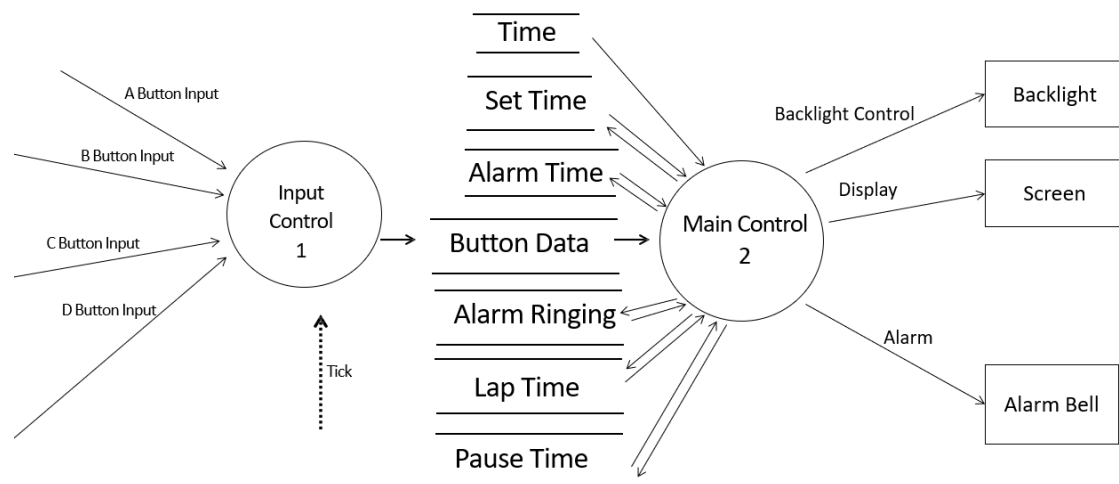 A Button Input
B Button Input
C Button Input
D Button Input
Input
Control
1
Tick
Time
Set Time
Alarm Time
Button Data
Alarm Ringing
Lap Time
Pause Time
Main Control
2
Backlight Control
Display
Alarm
Backlight
Screen
Alarm Bell